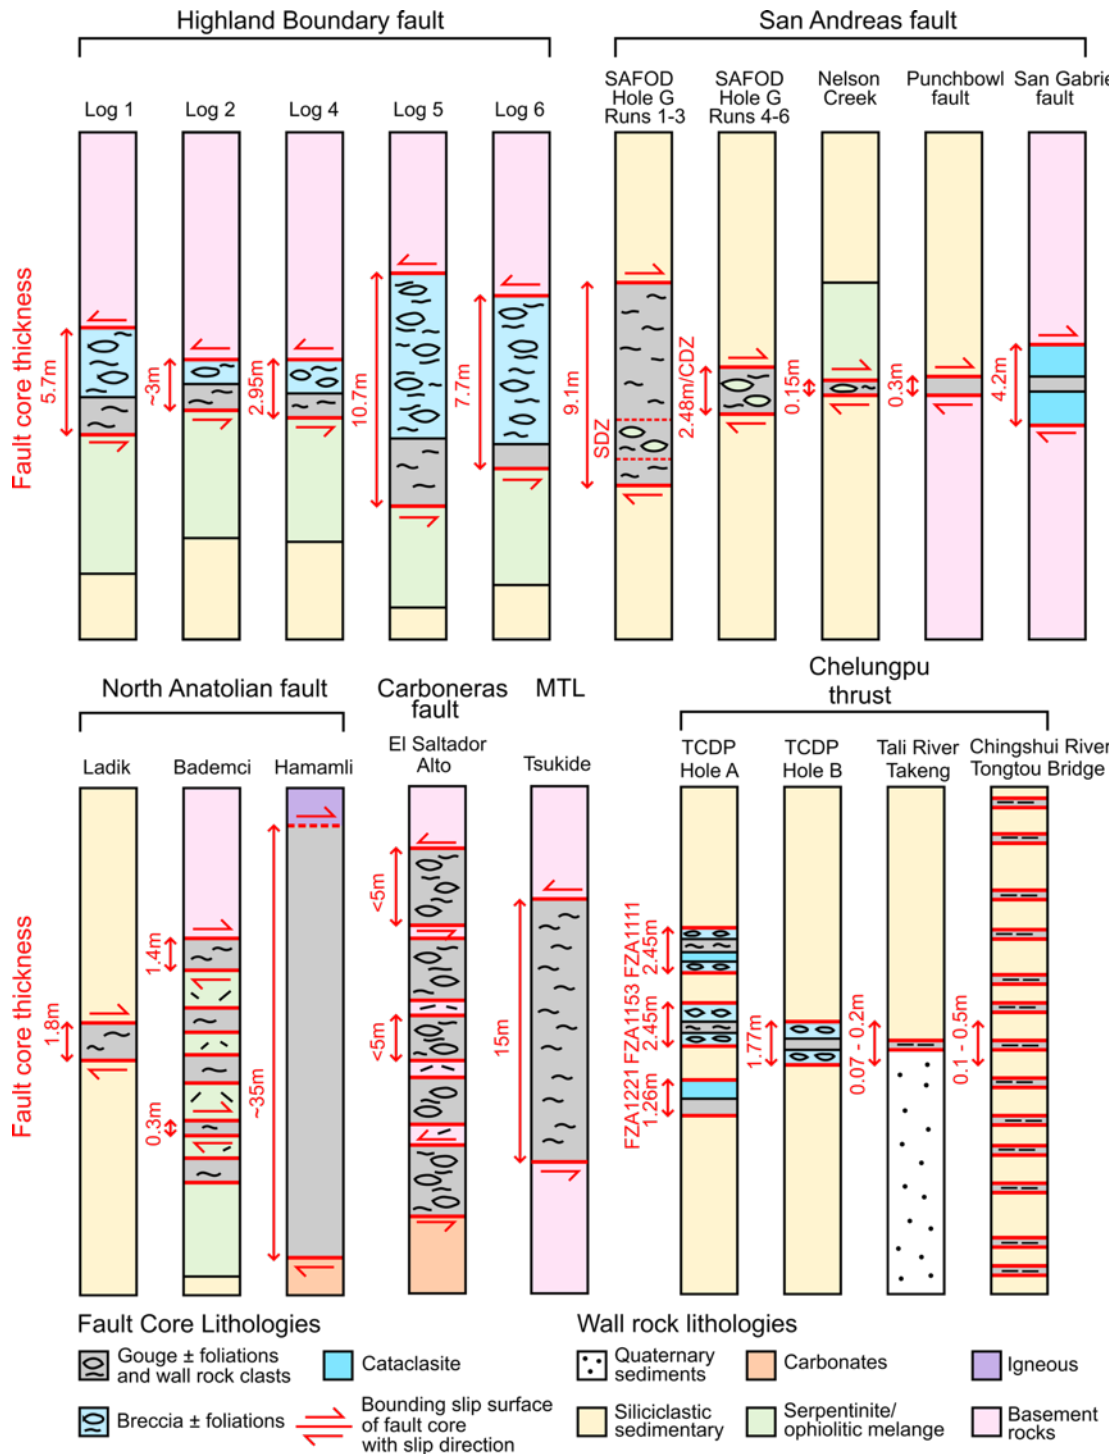 Highland Boundary fault
San Andreas fault
Log 1
Log 2
Log 4
Log 5
Log 6
SAFOD
Hole G
Runs 1-3
SAFOD
Hole G
Runs 4-6
Nelson
Creek
Punchbowl
fault
San Gabrie
fault
Fault core thickness
5.7m
~3m
2.95m
10.7m
7.7m
9.1m
SDZ
2.48m/CDZ
0.15m
0.3m
4.2m
North Anatolian fault
Carboneras
fault
MTL
Chelungpu
thrust
Ladik
Bademci
Hamamli
El Saltador
Alto
Tsukide
TCDP
Hole A
TCDP
Hole B
Tali River
Takeng
Chingshui River
Tongtou Bridge
Fault core thickness
1.8m
1.4m
0.3m
~35m
<5m
<5m
15m
FZA1111
2.45m
FZA1153
2.45m
FZA1221
1.26m
1.77m
0.07 - 0.2m
0.1 - 0.5m
Fault Core Lithologies
Gouge ± foliations
and wall rock clasts
Cataclasite
Breccia ± foliations
Bounding slip surface
of fault core
with slip direction
Wall rock lithologies
Quaternary
sediments
Carbonates
Igneous
Siliciclastic
sedimentary
Serpentinite/
ophiolitic melange
Basement
rocks